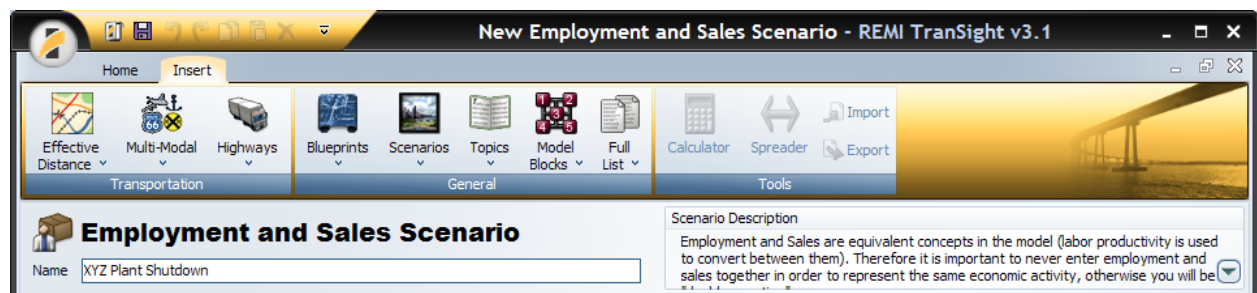 New Employment and Sales Scenario - REMI TranSight v3.1
Home Insert
Effective Distance
Multi-Modal
Highways
Blueprints
Scenarios
Topics
Model Blocks
Full List
Calculator
Spreader
Import
Export
Transportation
General
Tools
Employment and Sales Scenario
Name XYZ Plant Shutdown
Scenario Description
Employment and Sales are equivalent concepts in the model (labor productivity is used
to convert between them). Therefore it is important to never enter employment and
sales together in order to represent the same economic activity, otherwise you will be